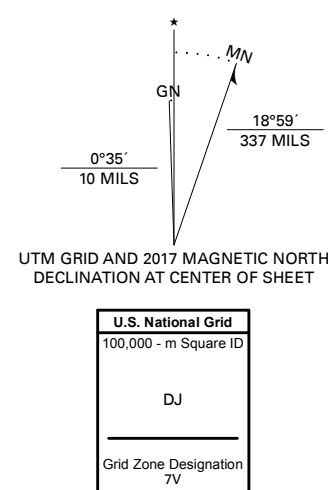 ★
MN
GN
18°59´
337 MILS
0°35´
10 MILS
UTM GRID AND 2017 MAGNETIC NORTH
DECLINATION AT CENTER OF SHEET
U.S. National Grid
100,000 - m Square ID
DJ
Grid Zone Designation
7V